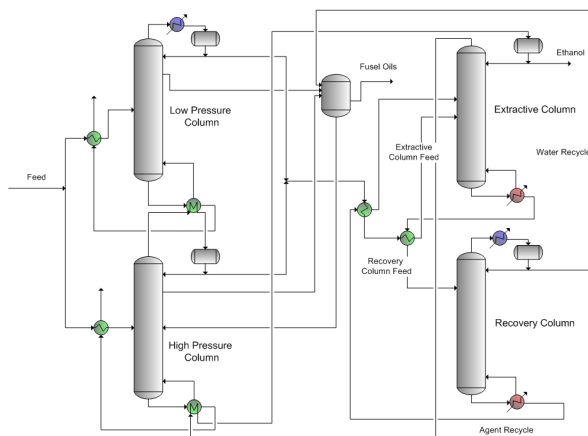 Fusel Oils
Ethanol
Low Pressure
Column
Extractive Column
Extractive
Column Feed
Water Recycle
Feed
Recovery
Column Feed
Recovery Column
High Pressure
Column
Agent Recycle
M
M